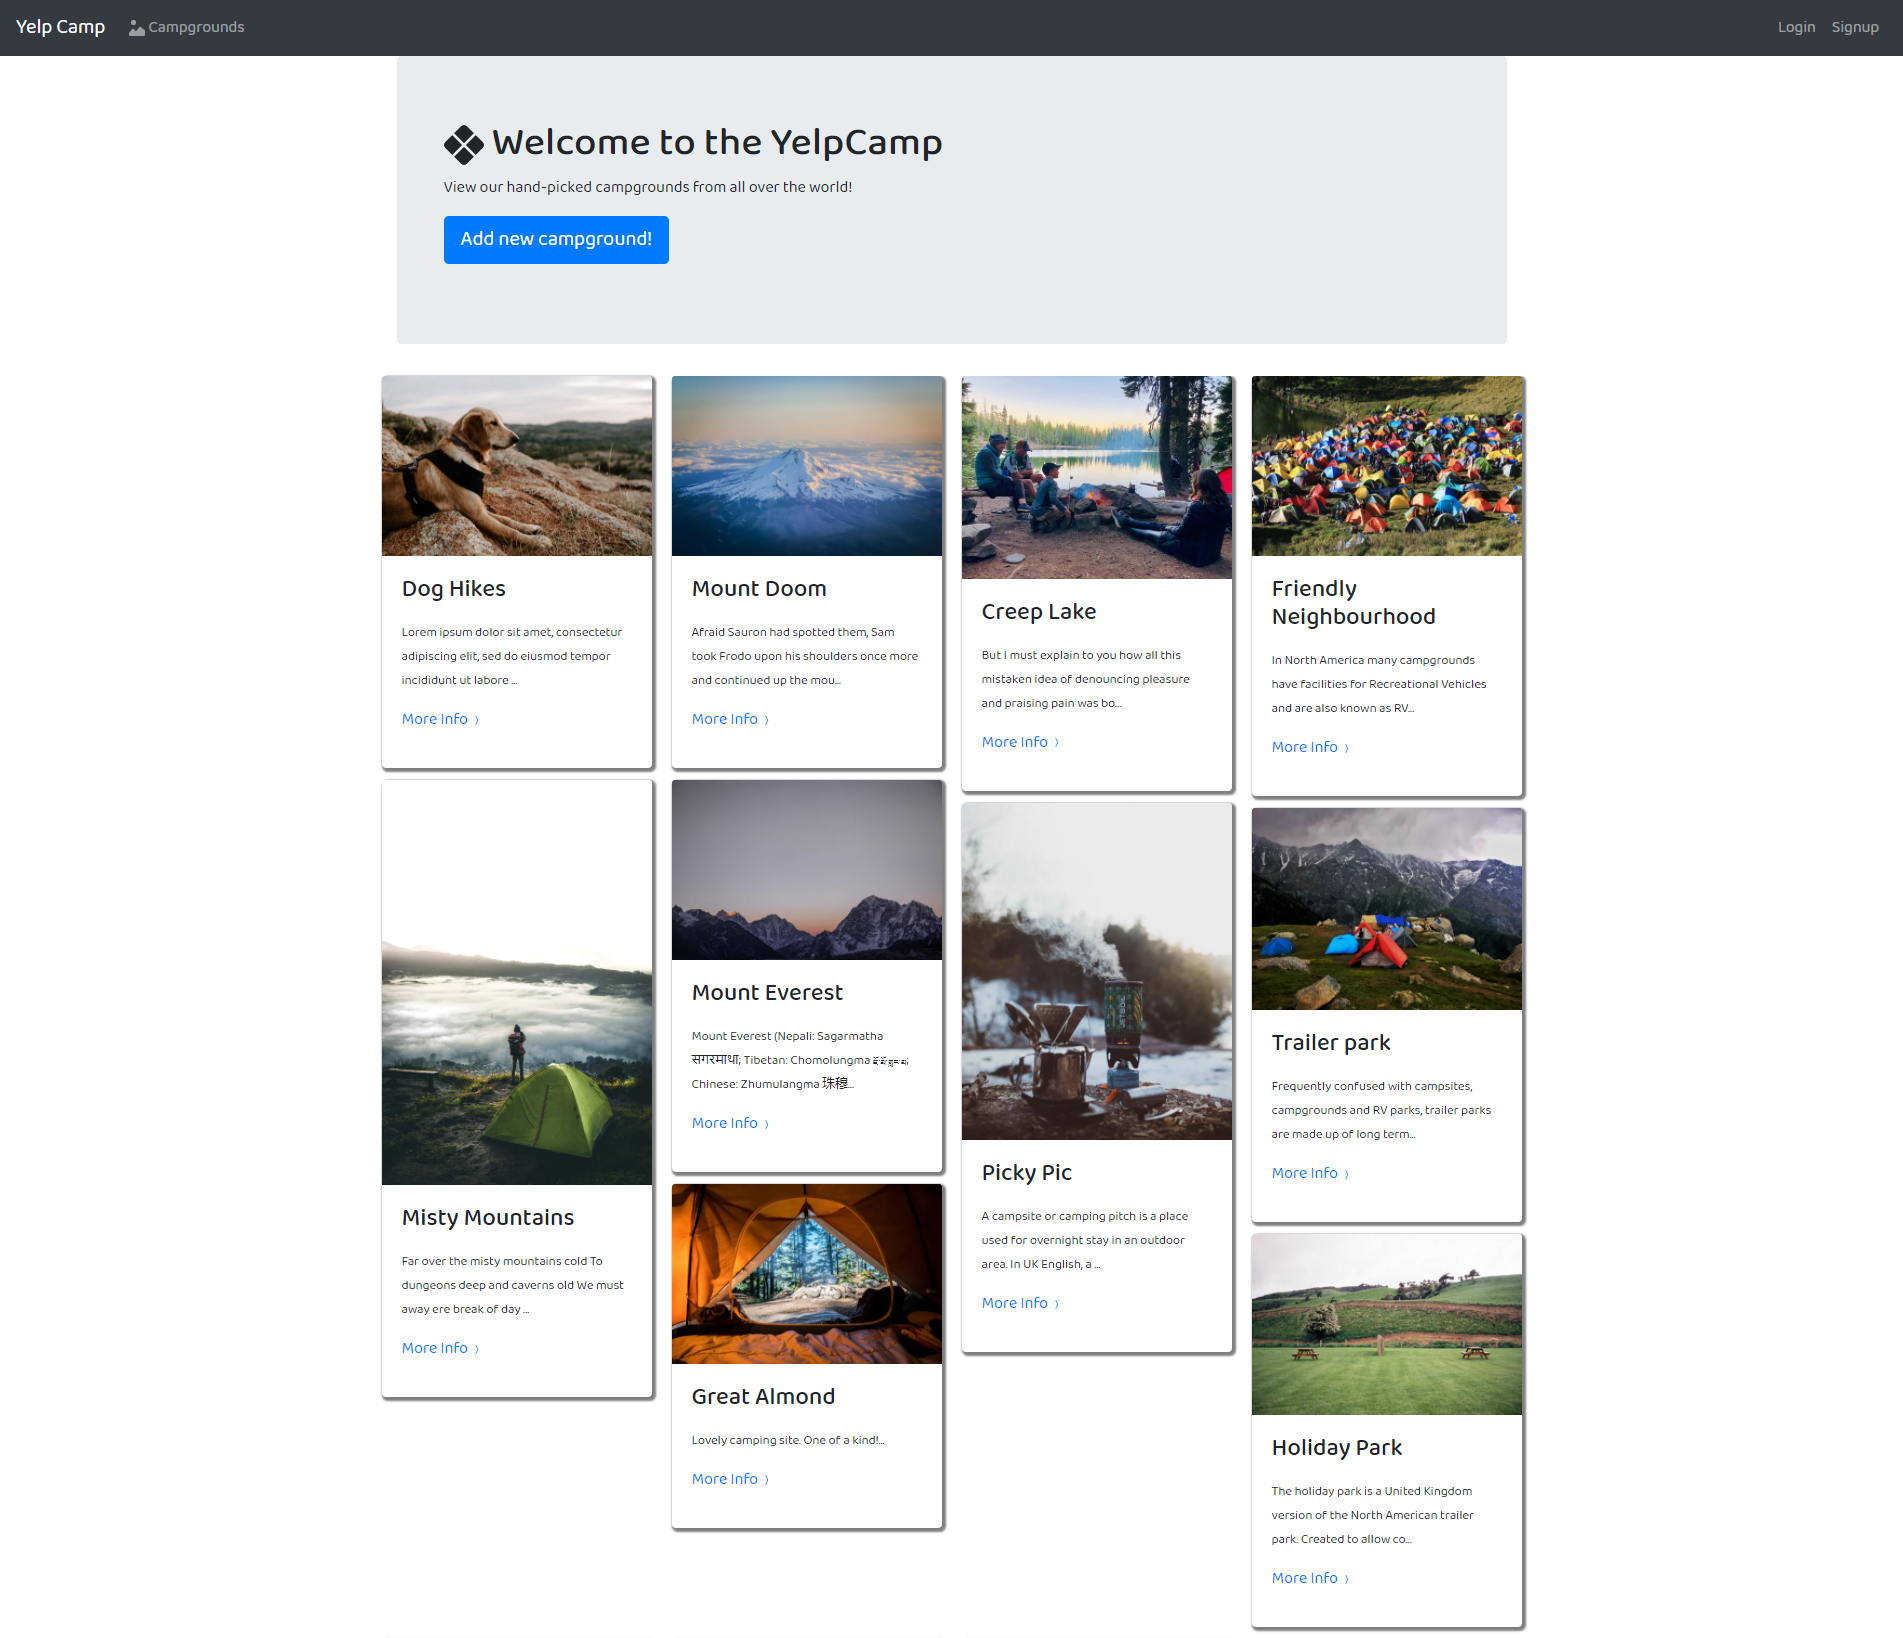 Yelp Camp
Campgrounds
Login
Signup
Welcome to the YelpCamp
View our hand-picked campgrounds from all over the world!
Add new campground!
Dog Hikes
Lorem ipsum dolor sit amet, consectetur
adipiscing elit, sed do eiusmod tempor
incididunt ut labore ...
More Info 〉
Mount Doom
Afraid Sauron had spotted them, Sam
took Frodo upon his shoulders once more
and continued up the mou...
More Info 〉
Creep Lake
But I must explain to you how all this
mistaken idea of denouncing pleasure
and praising pain was bo...
More Info 〉
Friendly
Neighbourhood
In North America many campgrounds
have facilities for Recreational Vehicles
and are also known as RV...
More Info 〉
Misty Mountains
Far over the misty mountains cold To
dungeons deep and caverns old We must
away ere break of day ...
More Info 〉
Mount Everest
Mount Everest (Nepali: Sagarmatha
सगरमाथा; Tibetan: Chomolungma ཇོ་མོ་གླང་མ;
Chinese: Zhumulangma 珠穆...
More Info 〉
Picky Pic
A campsite or camping pitch is a place
used for overnight stay in an outdoor
area. In UK English, a ...
More Info 〉
Trailer park
Frequently confused with campsites,
campgrounds and RV parks, trailer parks
are made up of long term...
More Info 〉
Great Almond
Lovely camping site. One of a kind!...
More Info 〉
Holiday Park
The holiday park is a United Kingdom
version of the North American trailer
park. Created to allow co...
More Info 〉